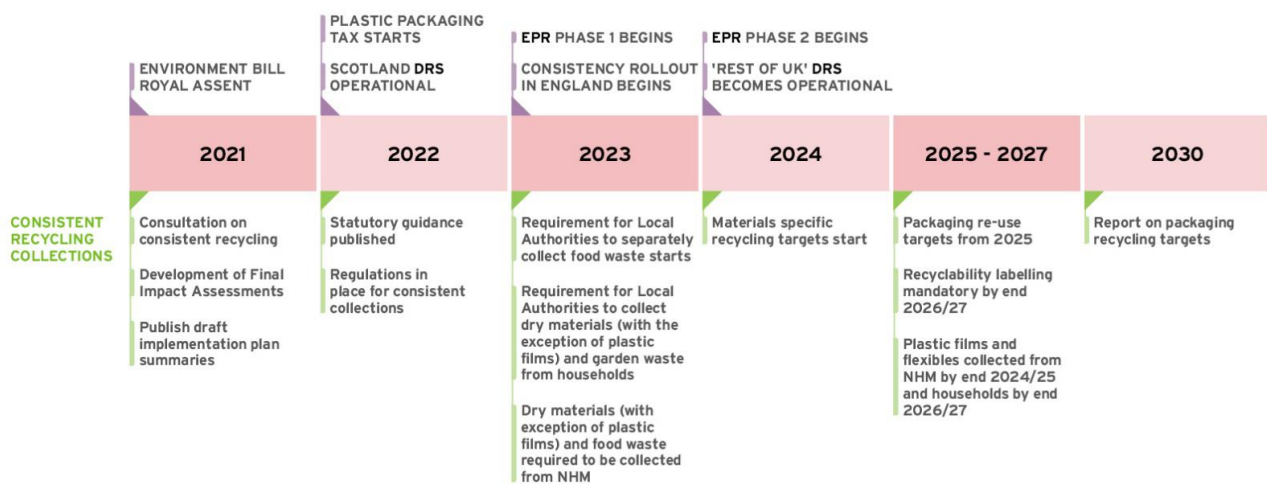 PLASTIC PACKAGING
TAX STARTS
EPR PHASE 1 BEGINS
EPR PHASE 2 BEGINS
ENVIRONMENT BILL
ROYAL ASSENT
SCOTLAND DRS
OPERATIONAL
CONSISTENCY ROLLOUT
IN ENGLAND BEGINS
'REST OF UK' DRS
BECOMES OPERATIONAL
2021
2022
2023
2024
2025 - 2027
2030
CONSISTENT
RECYCLING
COLLECTIONS
Consultation on
consistent recycling
Development of Final
Impact Assessments
Publish draft
implementation plan
summaries
Statutory guidance
published
Regulations in
place for consistent
collections
Requirement for Local
Authorities to separately
collect food waste starts
Requirement for Local
Authorities to collect
dry materials (with the
exception of plastic
films) and garden waste
from households
Dry materials (with
exception of plastic
films) and food waste
required to be collected
from NHM
Materials specific
recycling targets start
Packaging re-use
targets from 2025
Recyclability labelling
mandatory by end
2026/27
Plastic films and
flexibles collected from
NHM by end 2024/25
and households by end
2026/27
Report on packaging
recycling targets